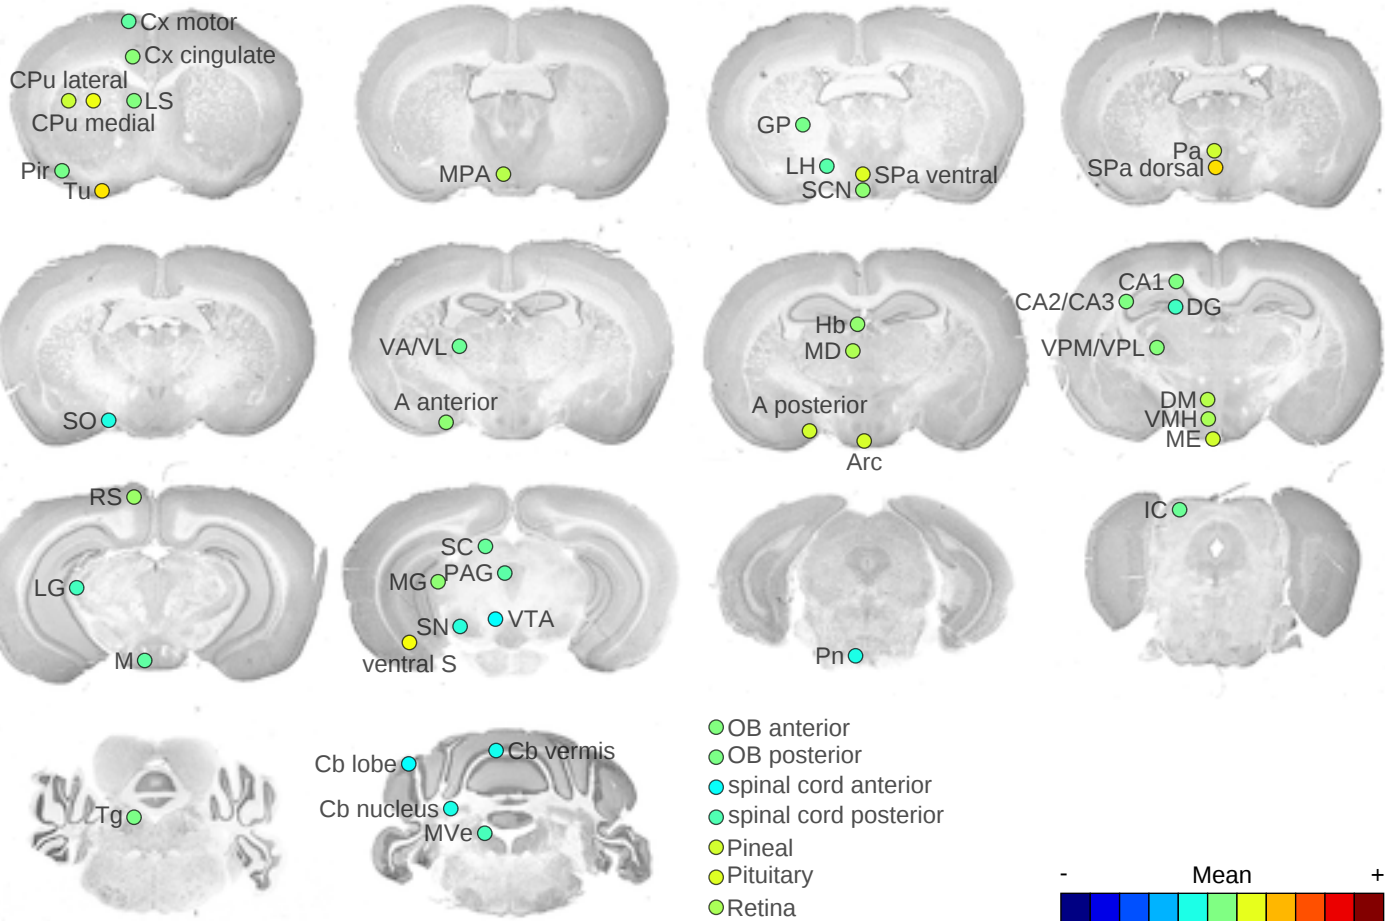 Cx motor
Cx cingulate
CPu lateral
LS
CPu medial
Pir
Tu
MPA
GP
LH
SPa ventral
SCN
Pa
SPa dorsal
SO
VA/VL
A anterior
Hb
MD
A posterior
Arc
CA1
CA2/CA3
DG
VPM/VPL
DM
VMH
ME
RS
LG
M
SC
PAG
MG
VTA
SN
ventral S
Pn
IC
Tg
Cb vermis
Cb lobe
Cb nucleus
MVe
OB anterior
OB posterior
spinal cord anterior
spinal cord posterior
Pineal
Pituitary
Retina
- Mean +